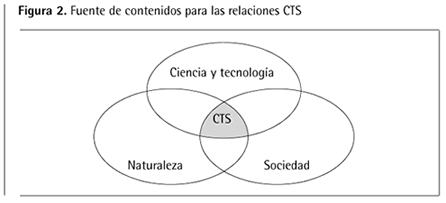 Figura 2. Fuente de contenidos para las relaciones CTS
Ciencia y tecnología
CTS
Naturaleza
Sociedad